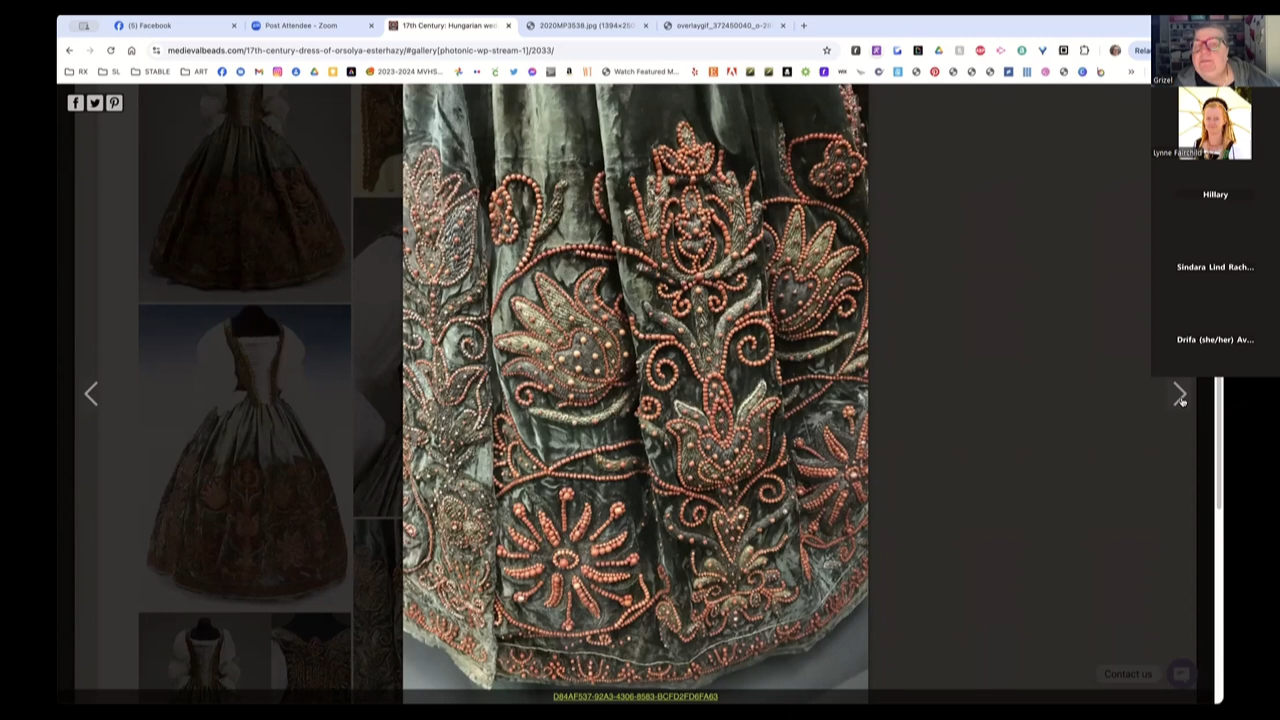 (5) Facebook
Post Attendee - Zoom
17th Century: Hungarian wed
2020MP3538.jpg (1394×25
overlaygif_372450040_o-2
medievalbeads.com/17th-century-dress-of-orsolya-esterhazy/#gallery[photonic-wp-stream-1]/2033/
Rela
RX
SL
STABLE
ART
2023-2024 MVHS...
Watch Featured M...
Grizel
Lynne Fairchild
Hillary
Sindara Lind Rach...
Drifa (she/her) Av...
Contact us
D84AF537-92A3-4306-8583-BCFD2FD6FA63